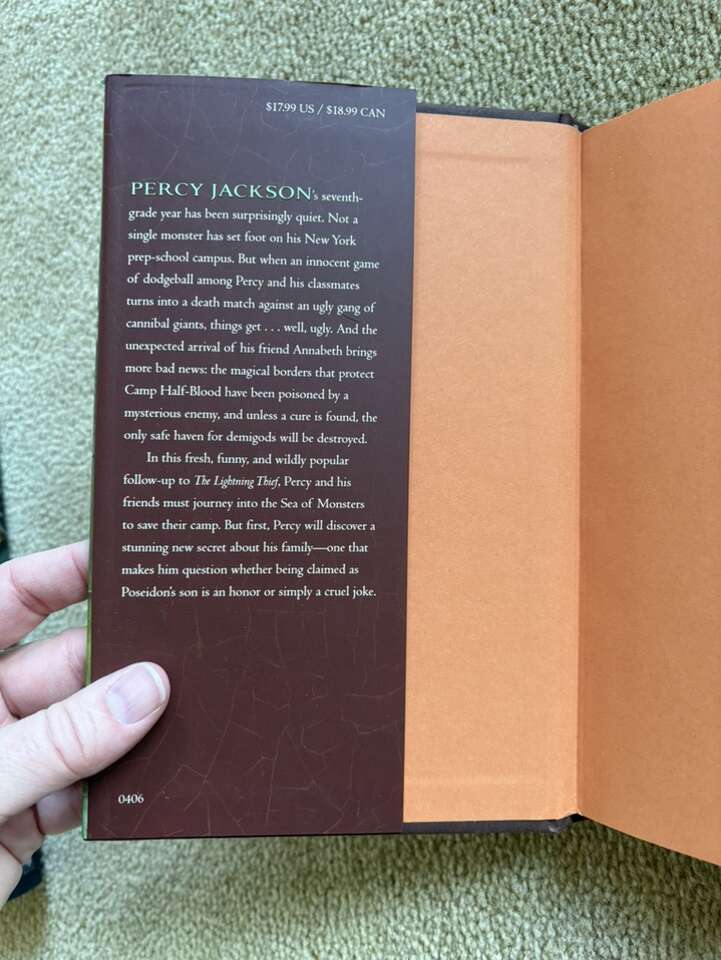 $17.99 US / $18.99 CAN
PERCY JACKSON's seventh-
grade year has been surprisingly quiet. Not a
single monster has set foot on his New York
prep-school campus. But when an innocent game
of dodgeball among Percy and his classmates
turns into a death match against an ugly gang of
cannibal giants, things get . . . well, ugly. And the
unexpected arrival of his friend Annabeth brings
more bad news: the magical borders that protect
Camp Half-Blood have been poisoned by a
mysterious enemy, and unless a cure is found, the
only safe haven for demigods will be destroyed.
In this fresh, funny, and wildly popular
follow-up to The Lightning Thief, Percy and his
friends must journey into the Sea of Monsters
to save their camp. But first, Percy will discover a
stunning new secret about his family—one that
makes him question whether being claimed as
Poseidon's son is an honor or simply a cruel joke.
0406